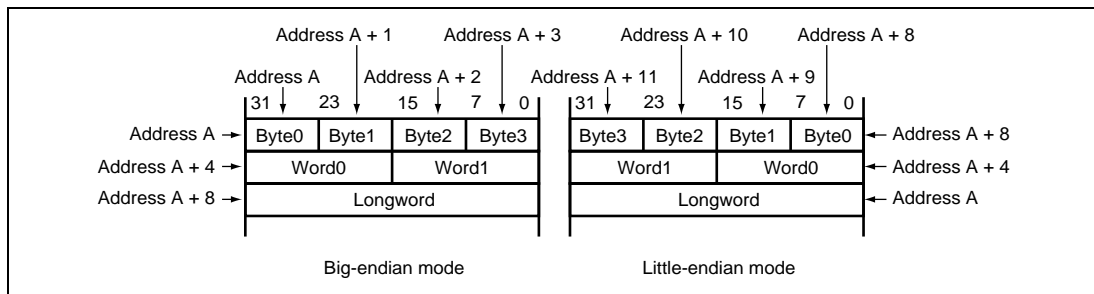 Address A + 1 Address A + 3 Address A + 10 Address A + 8
Address A Address A + 2 Address A + 11 Address A + 9
31 23 15 7 0 31 23 15 7 0
Address A Byte0 Byte1 Byte2 Byte3 Byte3 Byte2 Byte1 Byte0 Address A + 8
Address A + 4 Word0 Word1 Word1 Word0 Address A + 4
Address A + 8 Longword Longword Address A
Big-endian mode Little-endian mode